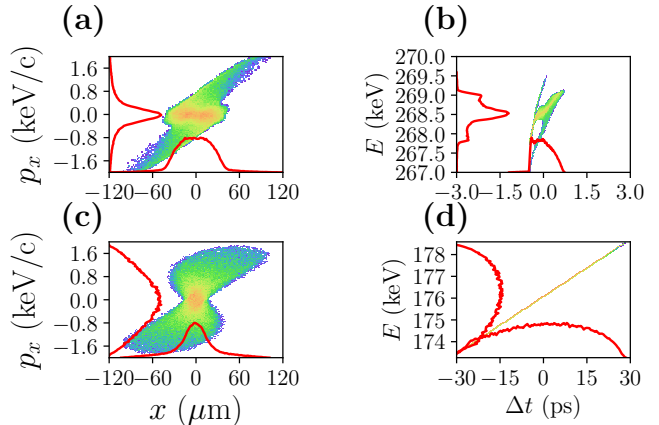 (a)
(b)
p_x (keV/c)
1.6
0.8
0.0
−0.8
−1.6
−120 −60 0 60 120
E (keV)
270.0
269.5
269.0
268.5
268.0
267.5
267.0
−3.0 −1.5 0.0 1.5 3.0
(c)
(d)
p_x (keV/c)
1.6
0.8
0.0
−0.8
−1.6
−120 −60 0 60 120
x (μm)
E (keV)
178
177
176
175
174
−30 −15 0 15 30
Δt (ps)